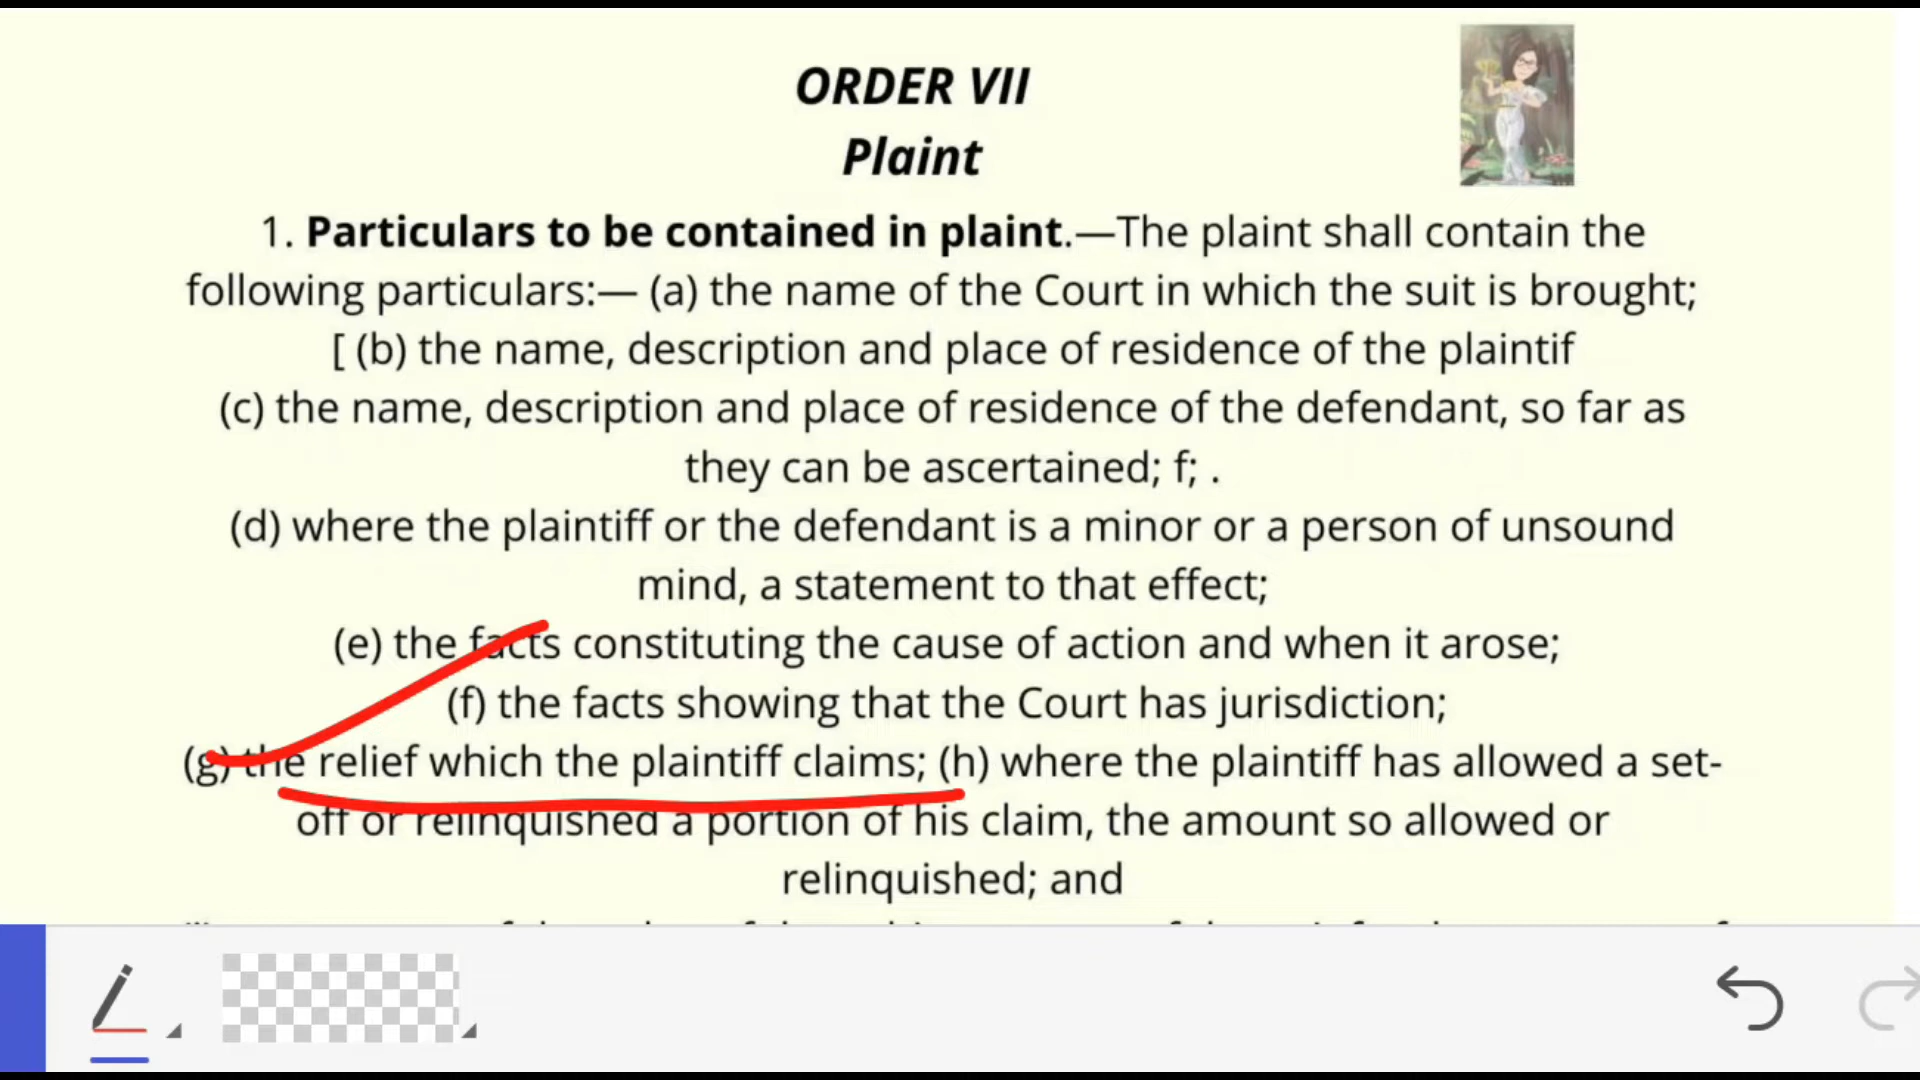 ORDER VII
Plaint
1. Particulars to be contained in plaint.—The plaint shall contain the
following particulars:— (a) the name of the Court in which the suit is brought;
[ (b) the name, description and place of residence of the plaintif
(c) the name, description and place of residence of the defendant, so far as
they can be ascertained; f; .
(d) where the plaintiff or the defendant is a minor or a person of unsound
mind, a statement to that effect;
(e) the facts constituting the cause of action and when it arose;
(f) the facts showing that the Court has jurisdiction;
(g) the relief which the plaintiff claims; (h) where the plaintiff has allowed a set-
off or relinquished a portion of his claim, the amount so allowed or
relinquished; and